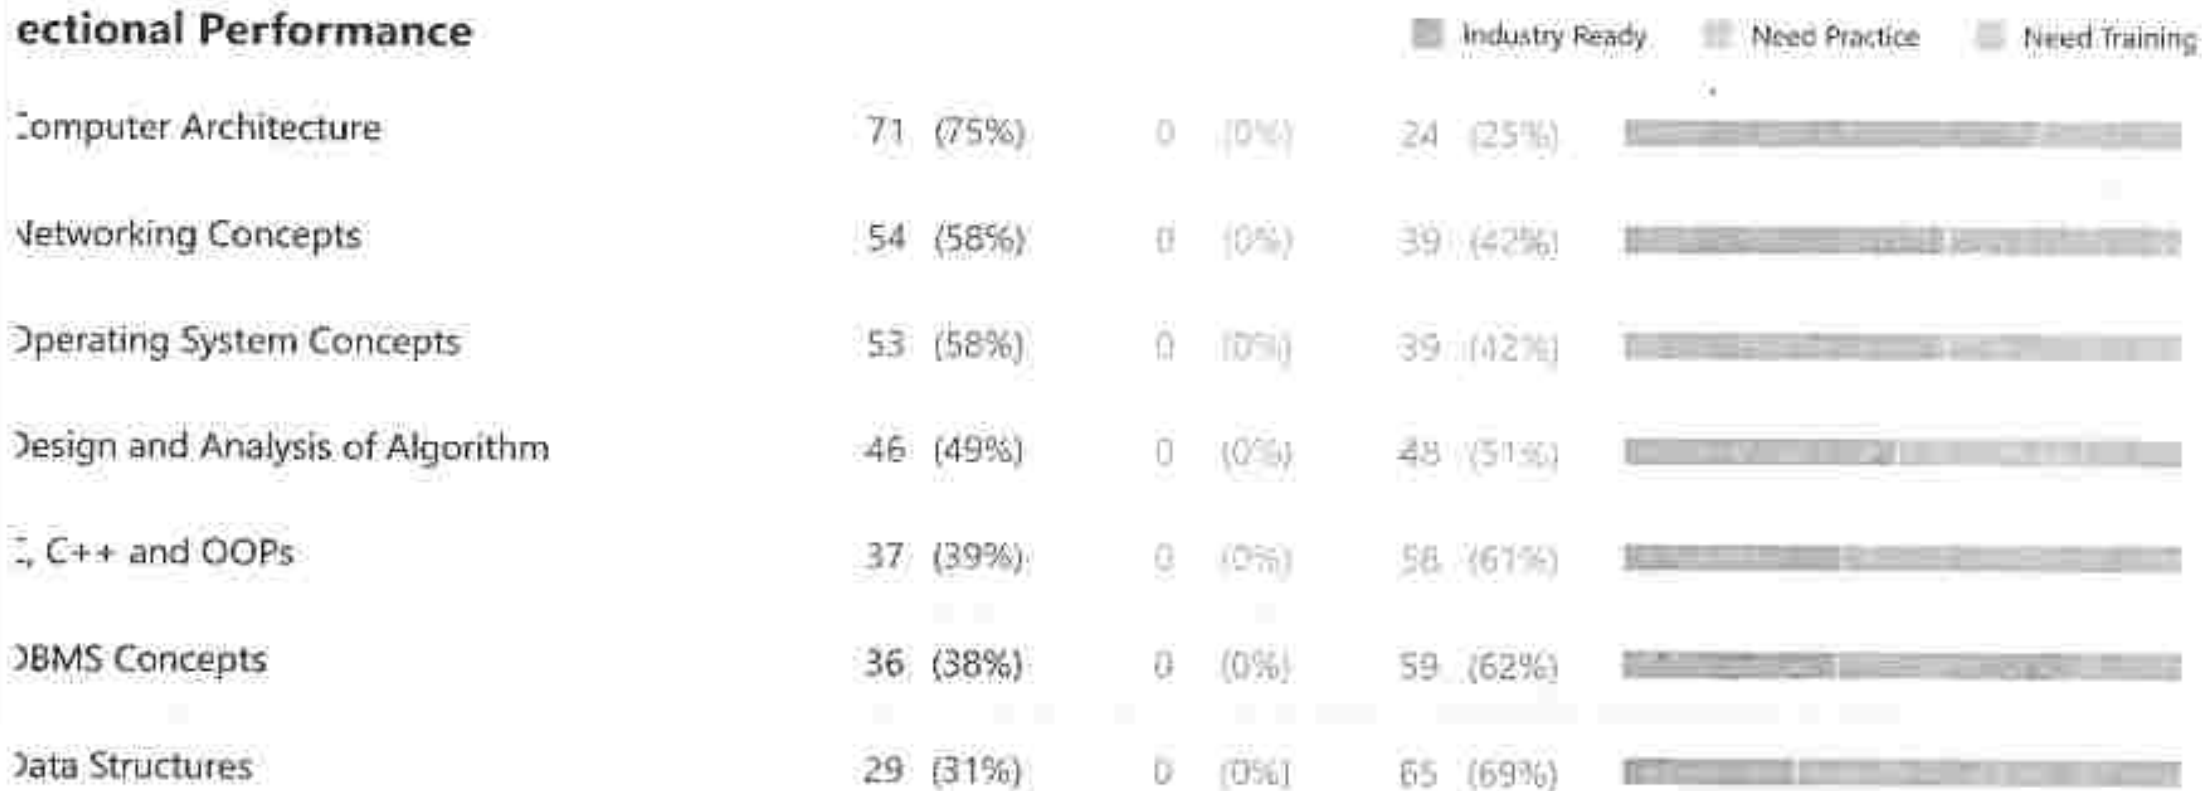 ectional Performance
Industry Ready Need Practice Need Training
omputer Architecture 71 (75%) 0 (0%) 24 (25%)
Networking Concepts 54 (58%) 0 (0%) 39 (42%)
Operating System Concepts 53 (58%) 0 (0%) 39 (42%)
Design and Analysis of Algorithm 46 (49%) 0 (0%) 48 (51%)
C, C++ and OOPs 37 (39%) 0 (0%) 58 (61%)
DBMS Concepts 36 (38%) 0 (0%) 59 (62%)
Data Structures 29 (31%) 0 (0%) 65 (69%)